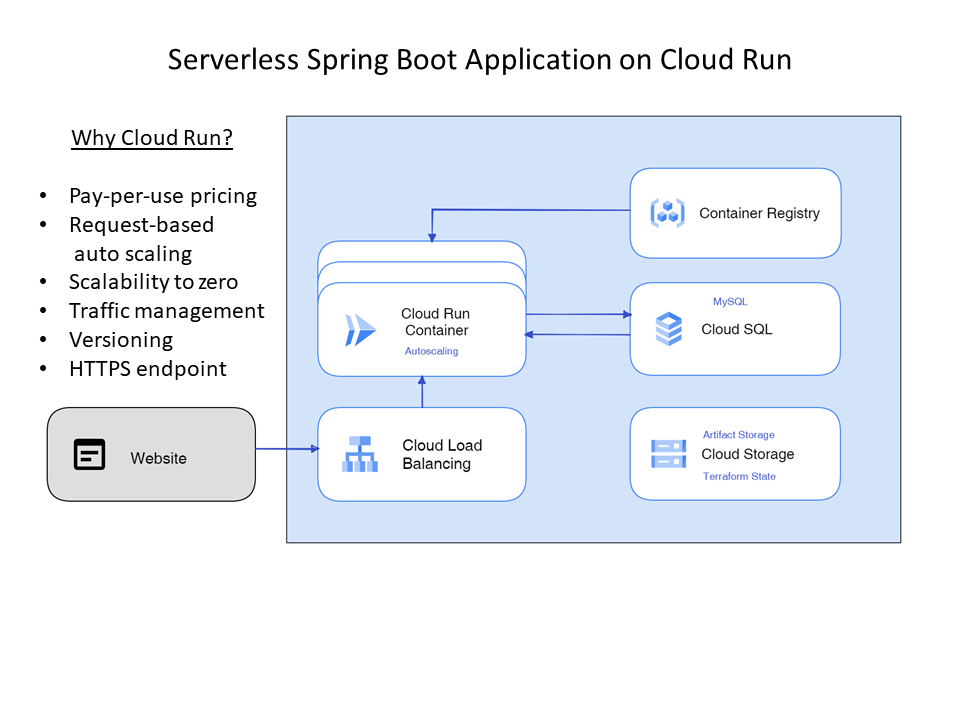 Serverless Spring Boot Application on Cloud Run
Why Cloud Run?
• Pay-per-use pricing
• Request-based
auto scaling
• Scalability to zero
• Traffic management
• Versioning
• HTTPS endpoint
Website
Container Registry
Cloud Run
Container
Autoscaling
MySQL
Cloud SQL
Cloud Load
Balancing
Artifact Storage
Cloud Storage
Terraform State